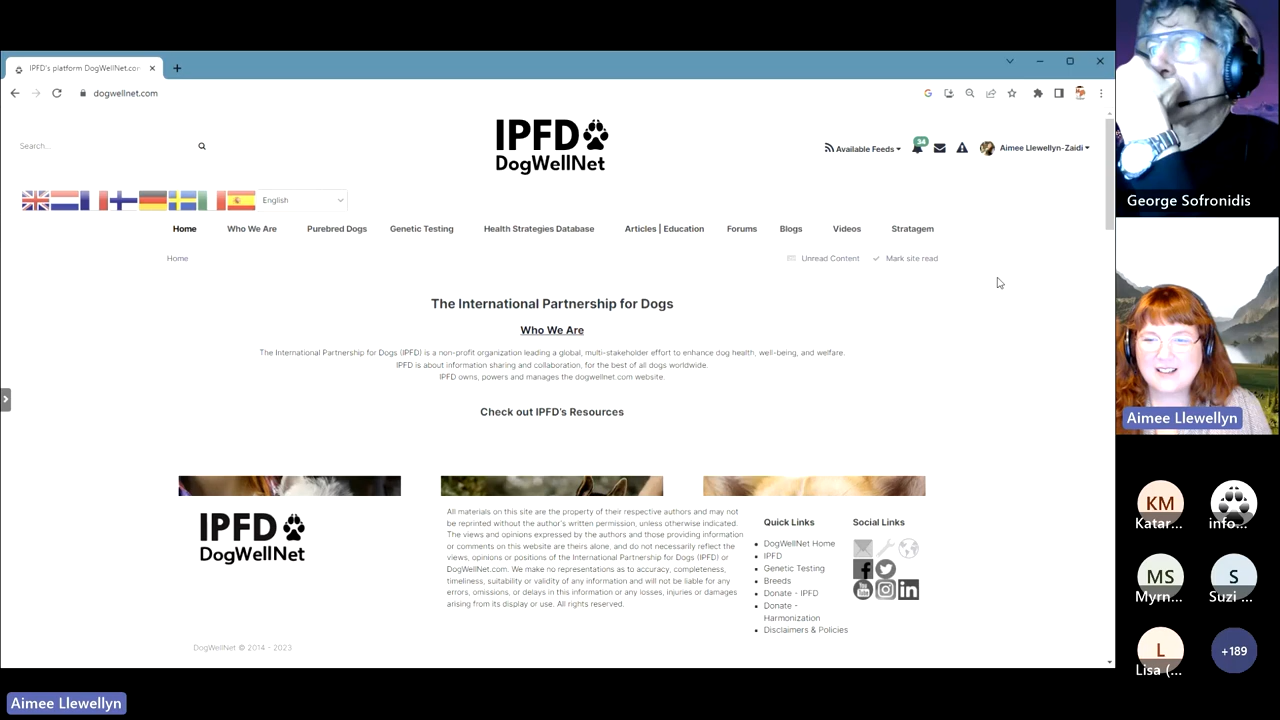 IPFD's platform DogWellNet.cor
dogwellnet.com
Search...
IPFD
DogWellNet
Available Feeds
34
Aimee Llewellyn-Zaidi
English
Home
Who We Are
Purebred Dogs
Genetic Testing
Health Strategies Database
Articles | Education
Forums
Blogs
Videos
Stratagem
Home
Unread Content
Mark site read
The International Partnership for Dogs
Who We Are
The International Partnership for Dogs (IPFD) is a non-profit organization leading a global, multi-stakeholder effort to enhance dog health, well-being, and welfare.
IPFD is about information sharing and collaboration, for the best of all dogs worldwide.
IPFD owns, powers and manages the dogwellnet.com website.
Check out IPFD's Resources
IPFD
DogWellNet
All materials on this site are the property of their respective authors and may not
be reprinted without the author's written permission, unless otherwise indicated.
The views and opinions expressed by the authors and those providing information
or comments on this website are theirs alone, and do not necessarily reflect the
views, opinions or positions of the International Partnership for Dogs (IPFD) or
DogWellNet.com. We make no representations as to accuracy, completeness,
timeliness, suitability or validity of any information and will not be liable for any
errors, omissions, or delays in this information or any losses, injuries or damages
arising from its display or use. All rights reserved.
Quick Links
DogWellNet Home
IPFD
Genetic Testing
Breeds
Donate - IPFD
Donate -
Harmonization
Disclaimers & Policies
Social Links
You
Tube
in
DogWellNet © 2014 - 2023
Aimee Llewellyn
George Sofronidis
Aimee Llewellyn
KM
Katar...
info...
MS
Myrn...
S
Suzi ...
L
Lisa (...
+189